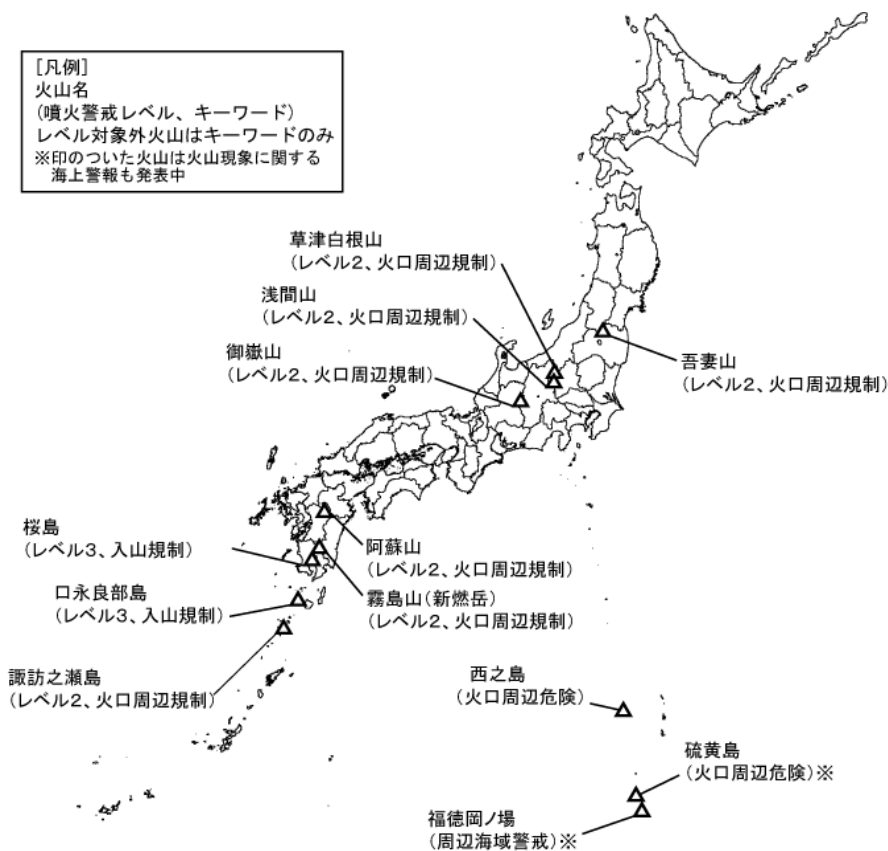 [凡例]
火山名
(噴火警戒レベル、キーワード)
レベル対象外火山はキーワードのみ
※印のついた火山は火山現象に関する
海上警報も発表中
草津白根山
(レベル2、火口周辺規制)
浅間山
(レベル2、火口周辺規制)
御嶽山
(レベル2、火口周辺規制)
吾妻山
(レベル2、火口周辺規制)
桜島
(レベル3、入山規制)
阿蘇山
(レベル2、火口周辺規制)
口永良部島
(レベル3、入山規制)
霧島山(新燃岳)
(レベル2、火口周辺規制)
諏訪之瀬島
(レベル2、火口周辺規制)
西之島
(火口周辺危険)
硫黄島
(火口周辺危険)※
福徳岡ノ場
(周辺海域警戒)※